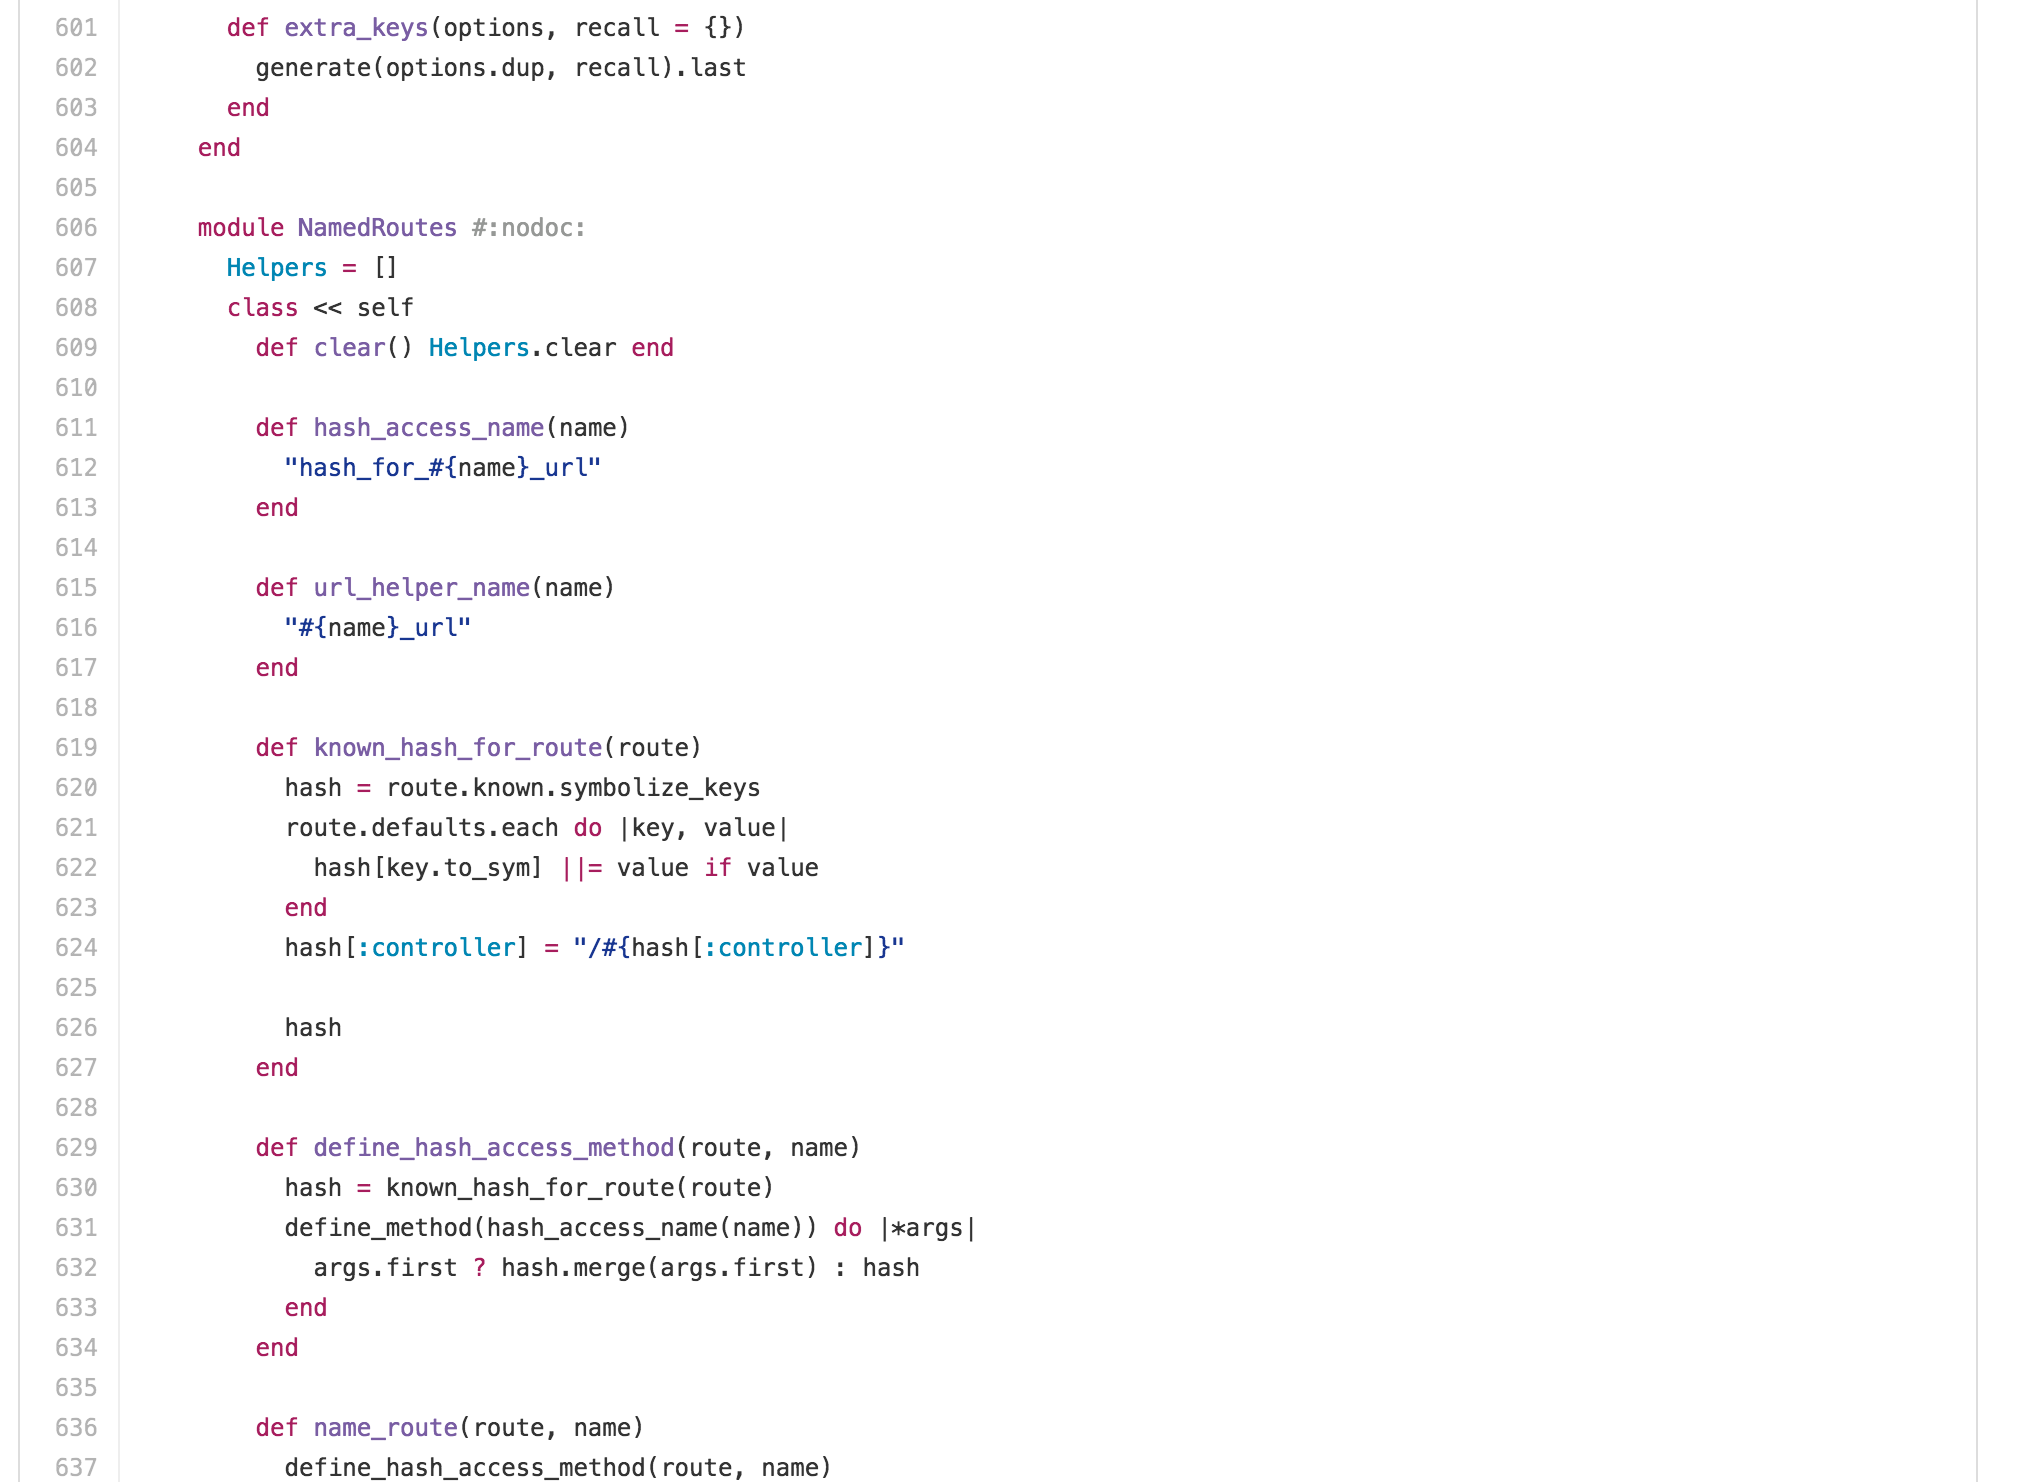 601 def extra_keys(options, recall = {})
602 generate(options.dup, recall).last
603 end
604 end
605
606 module NamedRoutes #:nodoc:
607 Helpers = []
608 class << self
609 def clear() Helpers.clear end
610
611 def hash_access_name(name)
612 "hash_for_#{name}_url"
613 end
614
615 def url_helper_name(name)
616 "#{name}_url"
617 end
618
619 def known_hash_for_route(route)
620 hash = route.known.symbolize_keys
621 route.defaults.each do |key, value|
622 hash[key.to_sym] ||= value if value
623 end
624 hash[:controller] = "/#{hash[:controller]}"
625
626 hash
627 end
628
629 def define_hash_access_method(route, name)
630 hash = known_hash_for_route(route)
631 define_method(hash_access_name(name)) do |*args|
632 args.first ? hash.merge(args.first) : hash
633 end
634 end
635
636 def name_route(route, name)
637 define_hash_access_method(route, name)